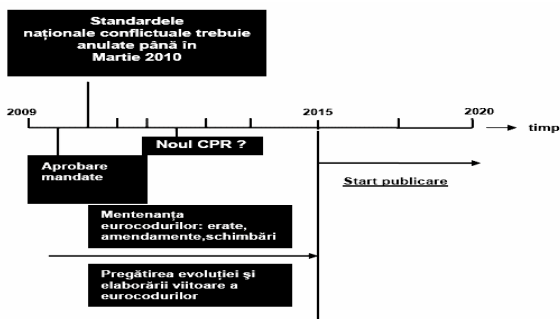 Standardele
naționale conflictuale trebuie
anulate până în
Martie 2010
2009
2015
2020
timp
Noul CPR ?
Aprobare
mandate
Start publicare
Mentenanța
eurocodurilor: erate,
amendamente,schimbări
Pregătirea evoluției şi
elaborării viitoare a
eurocodurilor